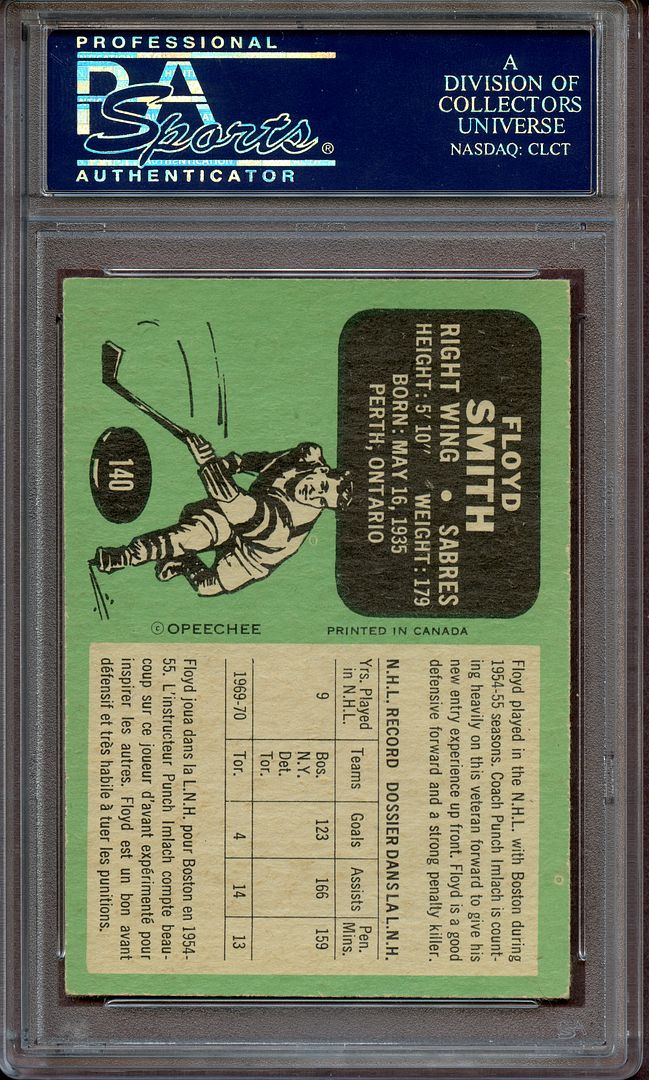 PROFESSIONAL
PSA
Sports®
AUTHENTICATOR
A
DIVISION OF
COLLECTORS
UNIVERSE
NASDAQ: CLCT
FLOYD
SMITH
RIGHT WING • SABRES
HEIGHT: 5' 10" WEIGHT: 179
BORN: MAY 16, 1935
PERTH, ONTARIO
140
© OPEECHEE
PRINTED IN CANADA
Floyd played in the N.H.L. with Boston during
1954-55 seasons. Coach Punch Imlach is count-
ing heavily on this veteran forward to give his
new entry experience up front. Floyd is a good
defensive forward and a strong penalty killer.
N.H.L. RECORD DOSSIER DANS LA L.N.H.
Yrs. Played in N.H.L. Teams Goals Assists Pen. Mins.
9 Bos. N.Y. Det. Tor. 123 166 159
1969-70 Tor. 4 14 13
Floyd joua dans la L.N.H. pour Boston en 1954-
55. L'instructeur Punch Imlach compte beau-
coup sur ce joueur d'avant expérimenté pour
inspirer les autres. Floyd est un bon avant
défensif et très habile à tuer les punitions.